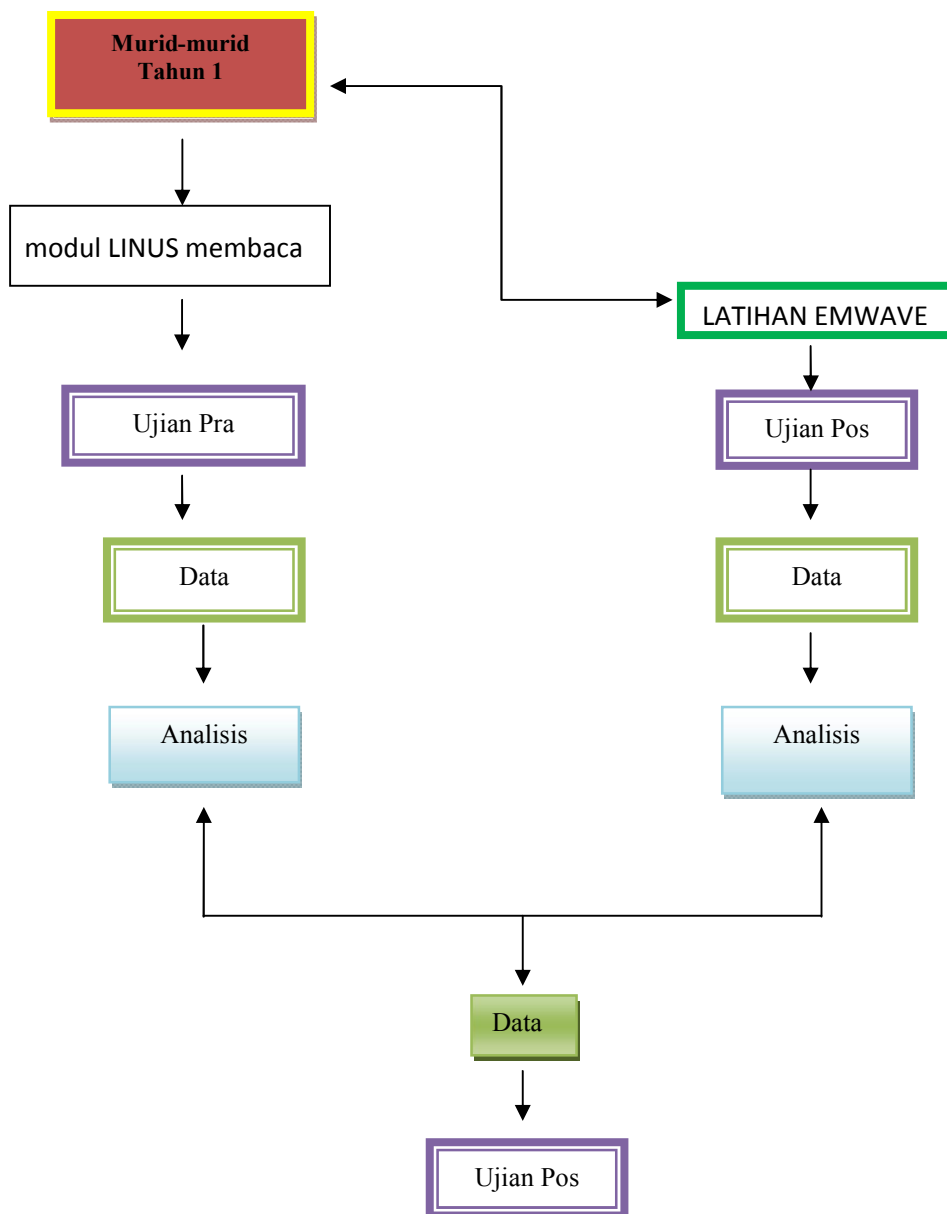 Murid-murid
Tahun 1
modul LINUS membaca
LATIHAN EMWAVE
Ujian Pra
Ujian Pos
Data
Data
Analisis
Analisis
Data
Ujian Pos